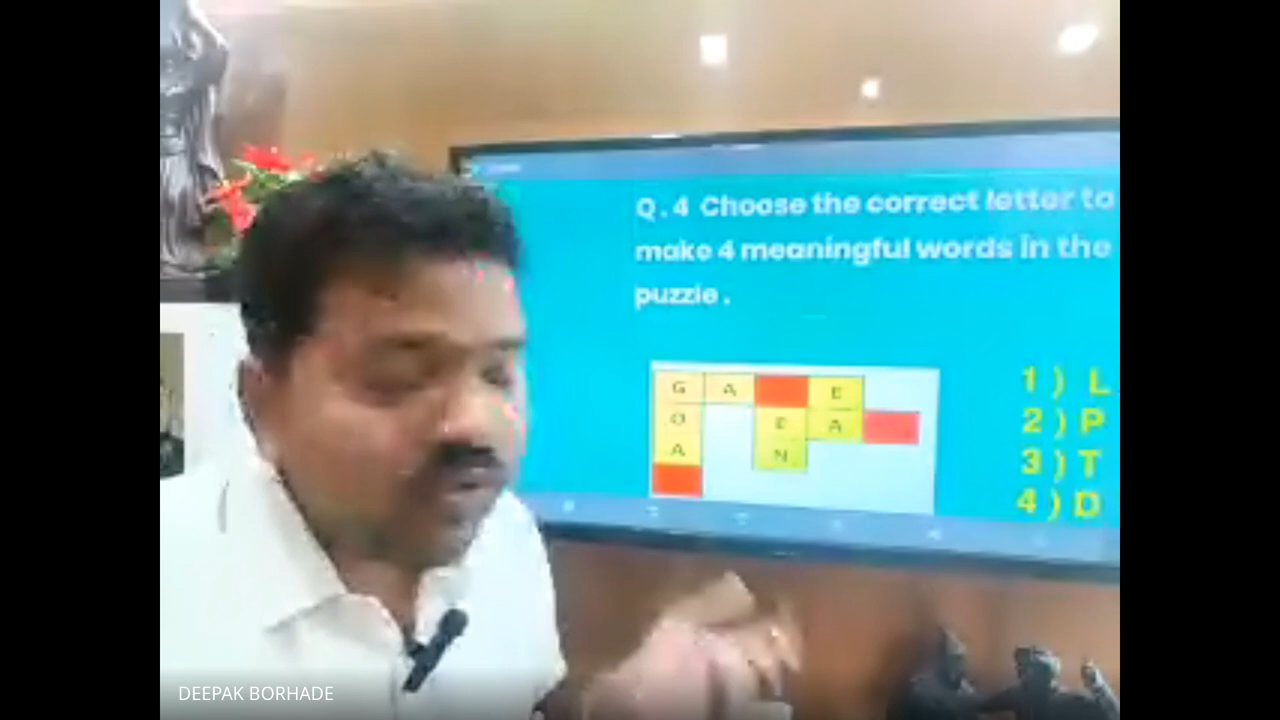 Q.4 Choose the correct letter to
make 4 meaningful words in the
puzzle.
G A E
O E A
A N
1) L
2) P
3) T
4) D
DEEPAK BORHADE